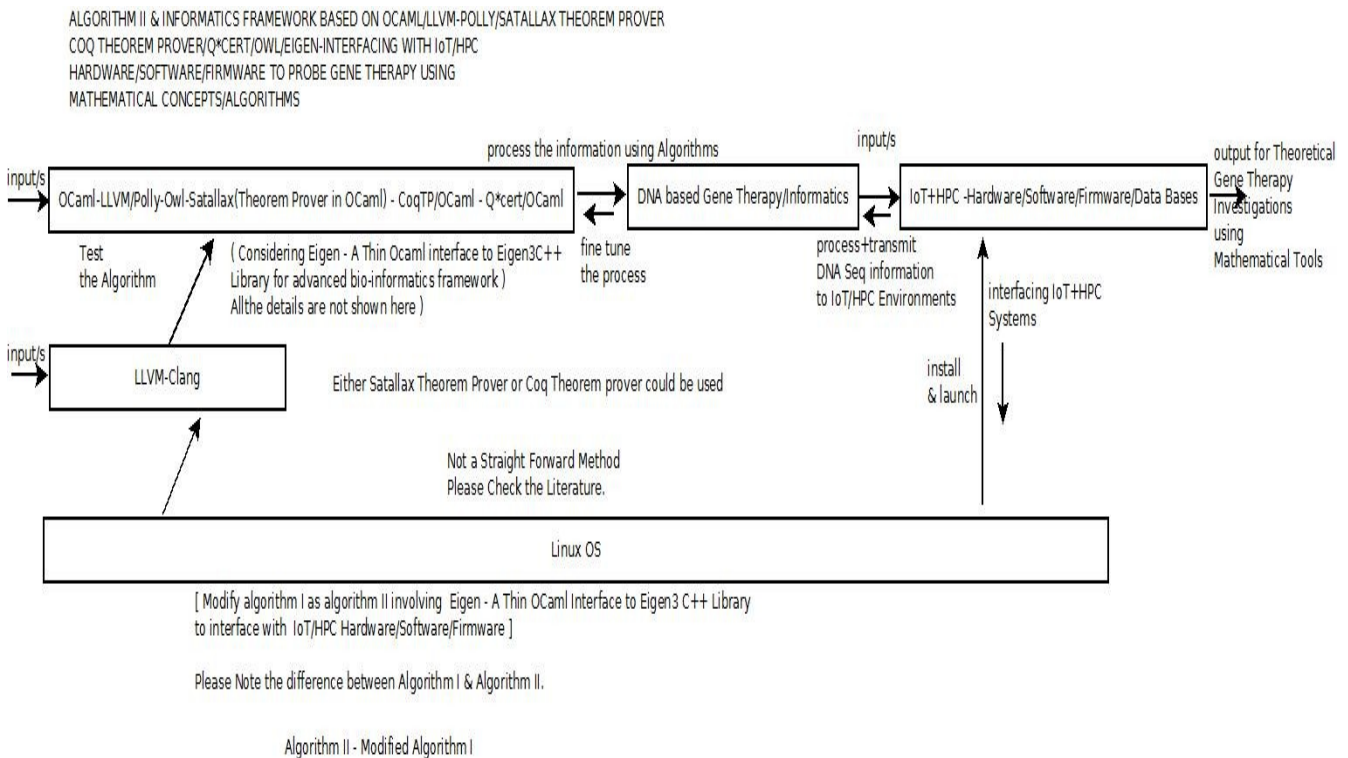 ALGORITHM II & INFORMATICS FRAMEWORK BASED ON OCAML/LLVM-POLLY/SATALLAX THEOREM PROVER
COQ THEOREM PROVER/Q*CERT/OWL/EIGEN-INTERFACING WITH IoT/HPC
HARDWARE/SOFTWARE/FIRMWARE TO PROBE GENE THERAPY USING
MATHEMATICAL CONCEPTS/ALGORITHMS
process the information using Algorithms
input/s
input/s
OCaml-LLVM/Polly-Owl-Satallax(Theorem Prover in OCaml) - CoqTP/OCaml - Q*cert/OCaml
DNA based Gene Therapy/Informatics
IoT+HPC -Hardware/Software/Firmware/Data Bases
output for Theoretical
Gene Therapy
Investigations
using
Mathematical Tools
Test
the Algorithm
( Considering Eigen - A Thin Ocaml interface to Eigen3C++
Library for advanced bio-informatics framework )
Allthe details are not shown here )
fine tune
the process
process+transmit
DNA Seq information
to IoT/HPC Environments
interfacing IoT+HPC
Systems
input/s
LLVM-Clang
Either Satallax Theorem Prover or Coq Theorem prover could be used
install
& launch
Not a Straight Forward Method
Please Check the Literature.
Linux OS
[ Modify algorithm I as algorithm II involving Eigen - A Thin OCaml Interface to Eigen3 C++ Library
to interface with IoT/HPC Hardware/Software/Firmware ]
Please Note the difference between Algorithm I & Algorithm II.
Algorithm II - Modified Algorithm I